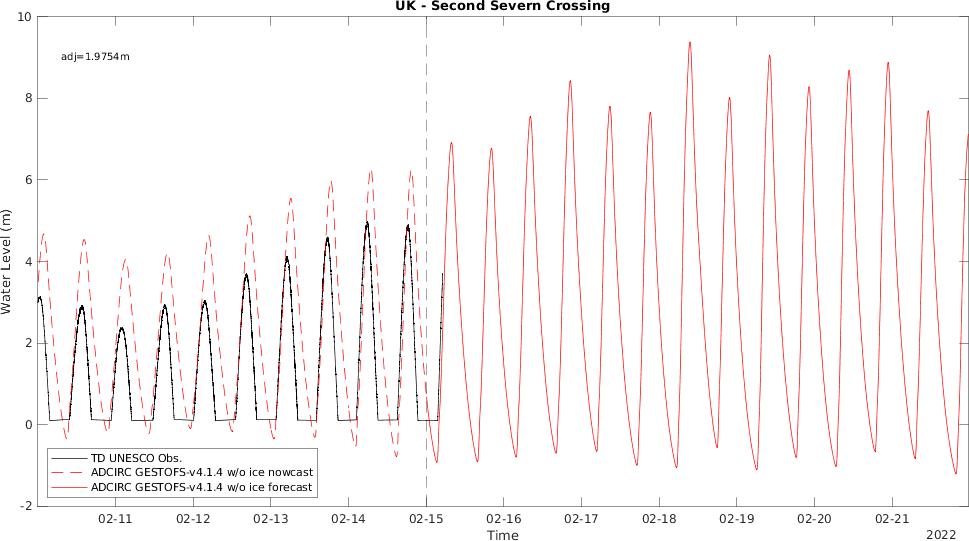 UK - Second Severn Crossing
adj=1.9754m
Water Level (m)
10
8
6
4
2
0
-2
TD UNESCO Obs.
ADCIRC GESTOFS-v4.1.4 w/o ice nowcast
ADCIRC GESTOFS-v4.1.4 w/o ice forecast
02-11 02-12 02-13 02-14 02-15 02-16 02-17 02-18 02-19 02-20 02-21
Time
2022